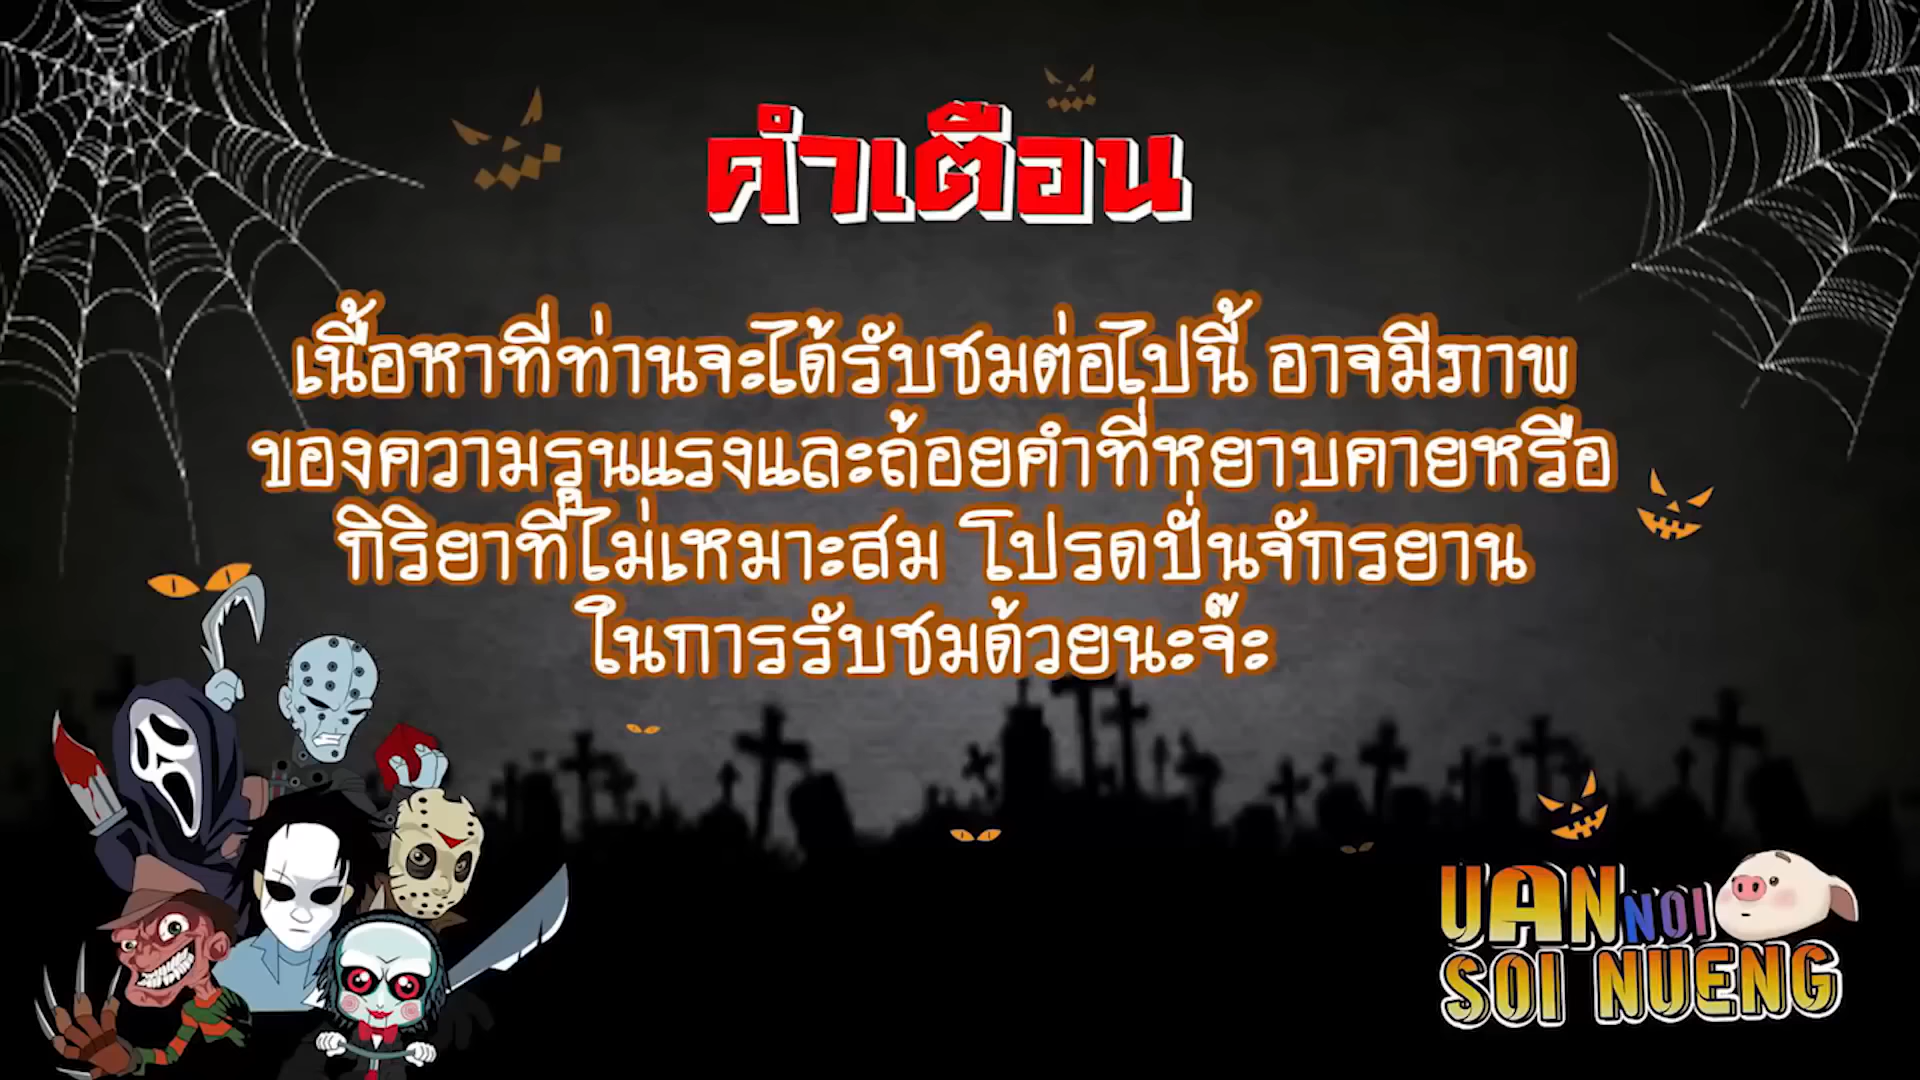 คำเตือน
เนื้อหาที่ท่านจะได้รับชมต่อไปนี้ อาจมีภาพ
ของความรุนแรงและถ้อยคำที่หยาบคายหรือ
กิริยาที่ไม่เหมาะสม โปรดปั่นจักรยาน
ในการรับชมด้วยนะจ๊ะ
UAN NOI
SOI NUENG